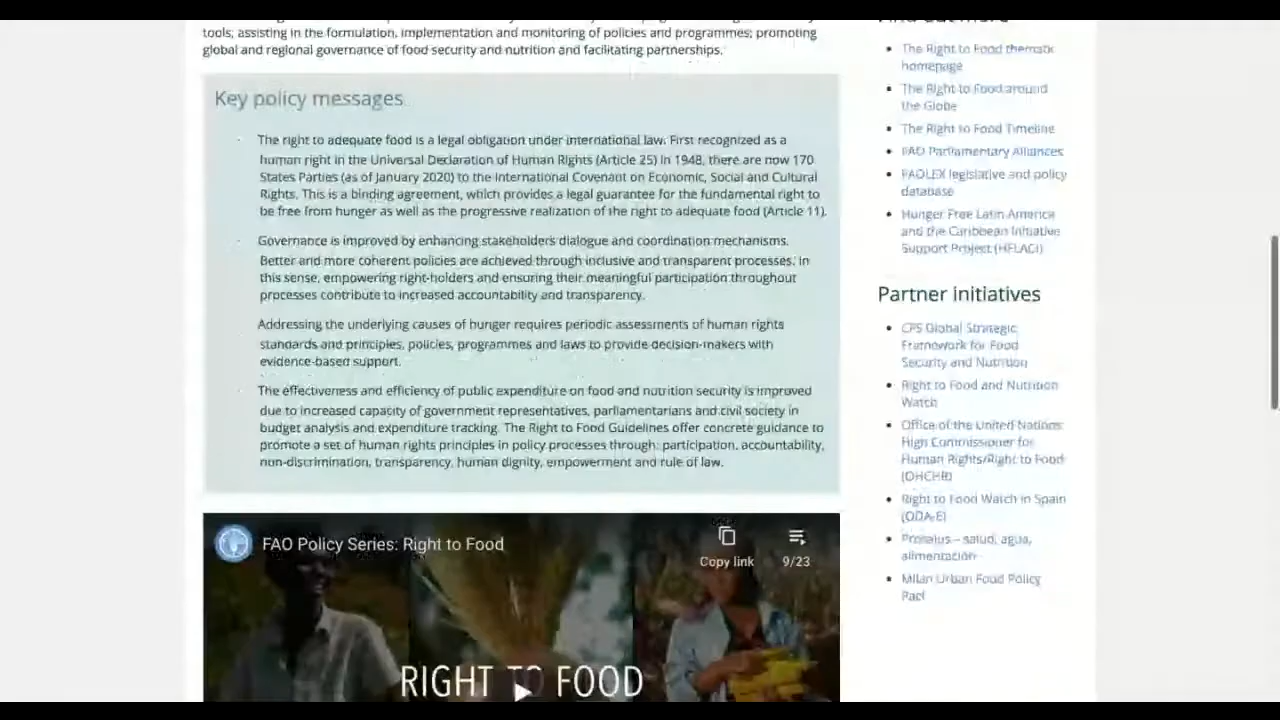 tools; assisting in the formulation, implementation and monitoring of policies and programmes; promoting
global and regional governance of food security and nutrition and facilitating partnerships.
Key policy messages
The right to adequate food is a legal obligation under international law. First recognized as a
human right in the Universal Declaration of Human Rights (Article 25) in 1948, there are now 170
States Parties (as of January 2020) to the International Covenant on Economic, Social and Cultural
Rights. This is a binding agreement, which provides a legal guarantee for the fundamental right to
be free from hunger as well as the progressive realization of the right to adequate food (Article 11).
Governance is improved by enhancing stakeholders dialogue and coordination mechanisms.
Better and more coherent policies are achieved through inclusive and transparent processes. In
this sense, empowering right-holders and ensuring their meaningful participation throughout
processes contribute to increased accountability and transparency.
Addressing the underlying causes of hunger requires periodic assessments of human rights
standards and principles, policies, programmes and laws to provide decision-makers with
evidence-based support.
The effectiveness and efficiency of public expenditure on food and nutrition security is improved
due to increased capacity of government representatives, parliamentarians and civil society in
budget analysis and expenditure tracking. The Right to Food Guidelines offer concrete guidance to
promote a set of human rights principles in policy processes through: participation, accountability,
non-discrimination, transparency, human dignity, empowerment and rule of law.
FAO Policy Series: Right to Food
Copy link
9/23
RIGHT TO FOOD
The Right to Food thematic
homepage
The Right to Food around
the Globe
The Right to Food Timeline
FAO Parliamentary Alliances
FAOLEX legislative and policy
database
Hunger Free Latin America
and the Caribbean Initiative
Support Project (HFLACI)
Partner initiatives
CFS Global Strategic
Framework for Food
Security and Nutrition
Right to Food and Nutrition
Watch
Office of the United Nations
High Commissioner for
Human Rights/Right to Food
(OHCHR)
Right to Food Watch in Spain
(ODA-E)
Prosalus – salud, agua,
alimentación
Milan Urban Food Policy
Pact